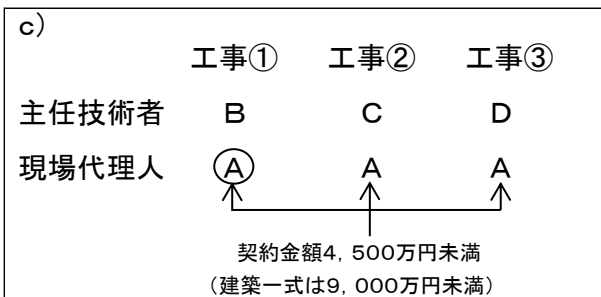 c)
工事① 工事② 工事③
主任技術者 B C D
現場代理人 A A A
契約金額4,500万円未満
(建築一式は9,000万円未満)